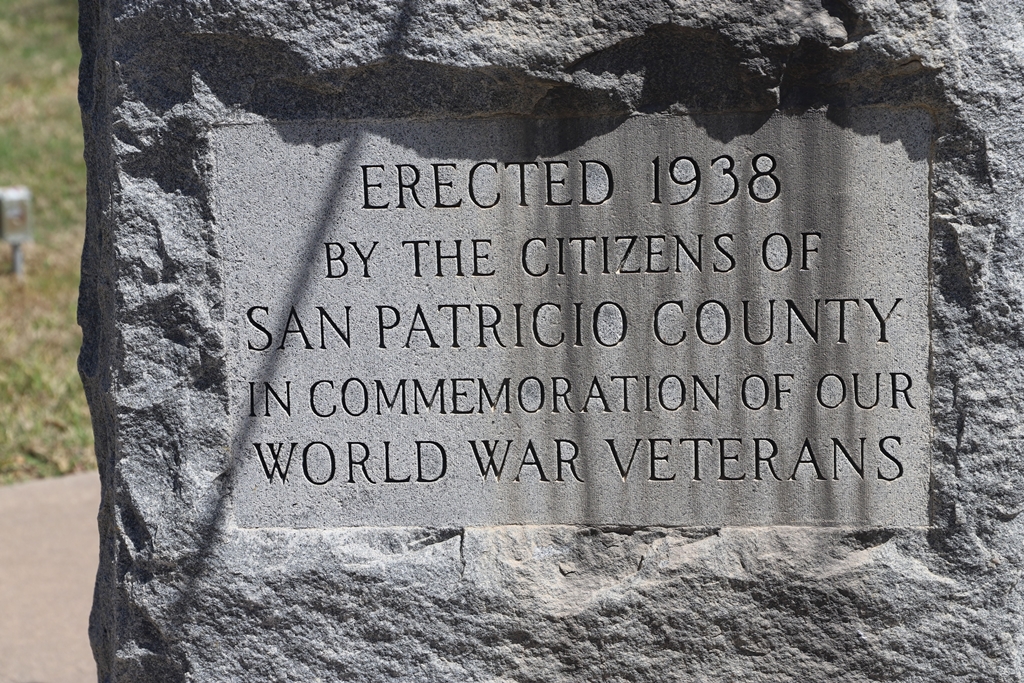 ERECTED 1938
BY THE CITIZENS OF
SAN PATRICIO COUNTY
IN COMMEMORATION OF OUR
WORLD WAR VETERANS